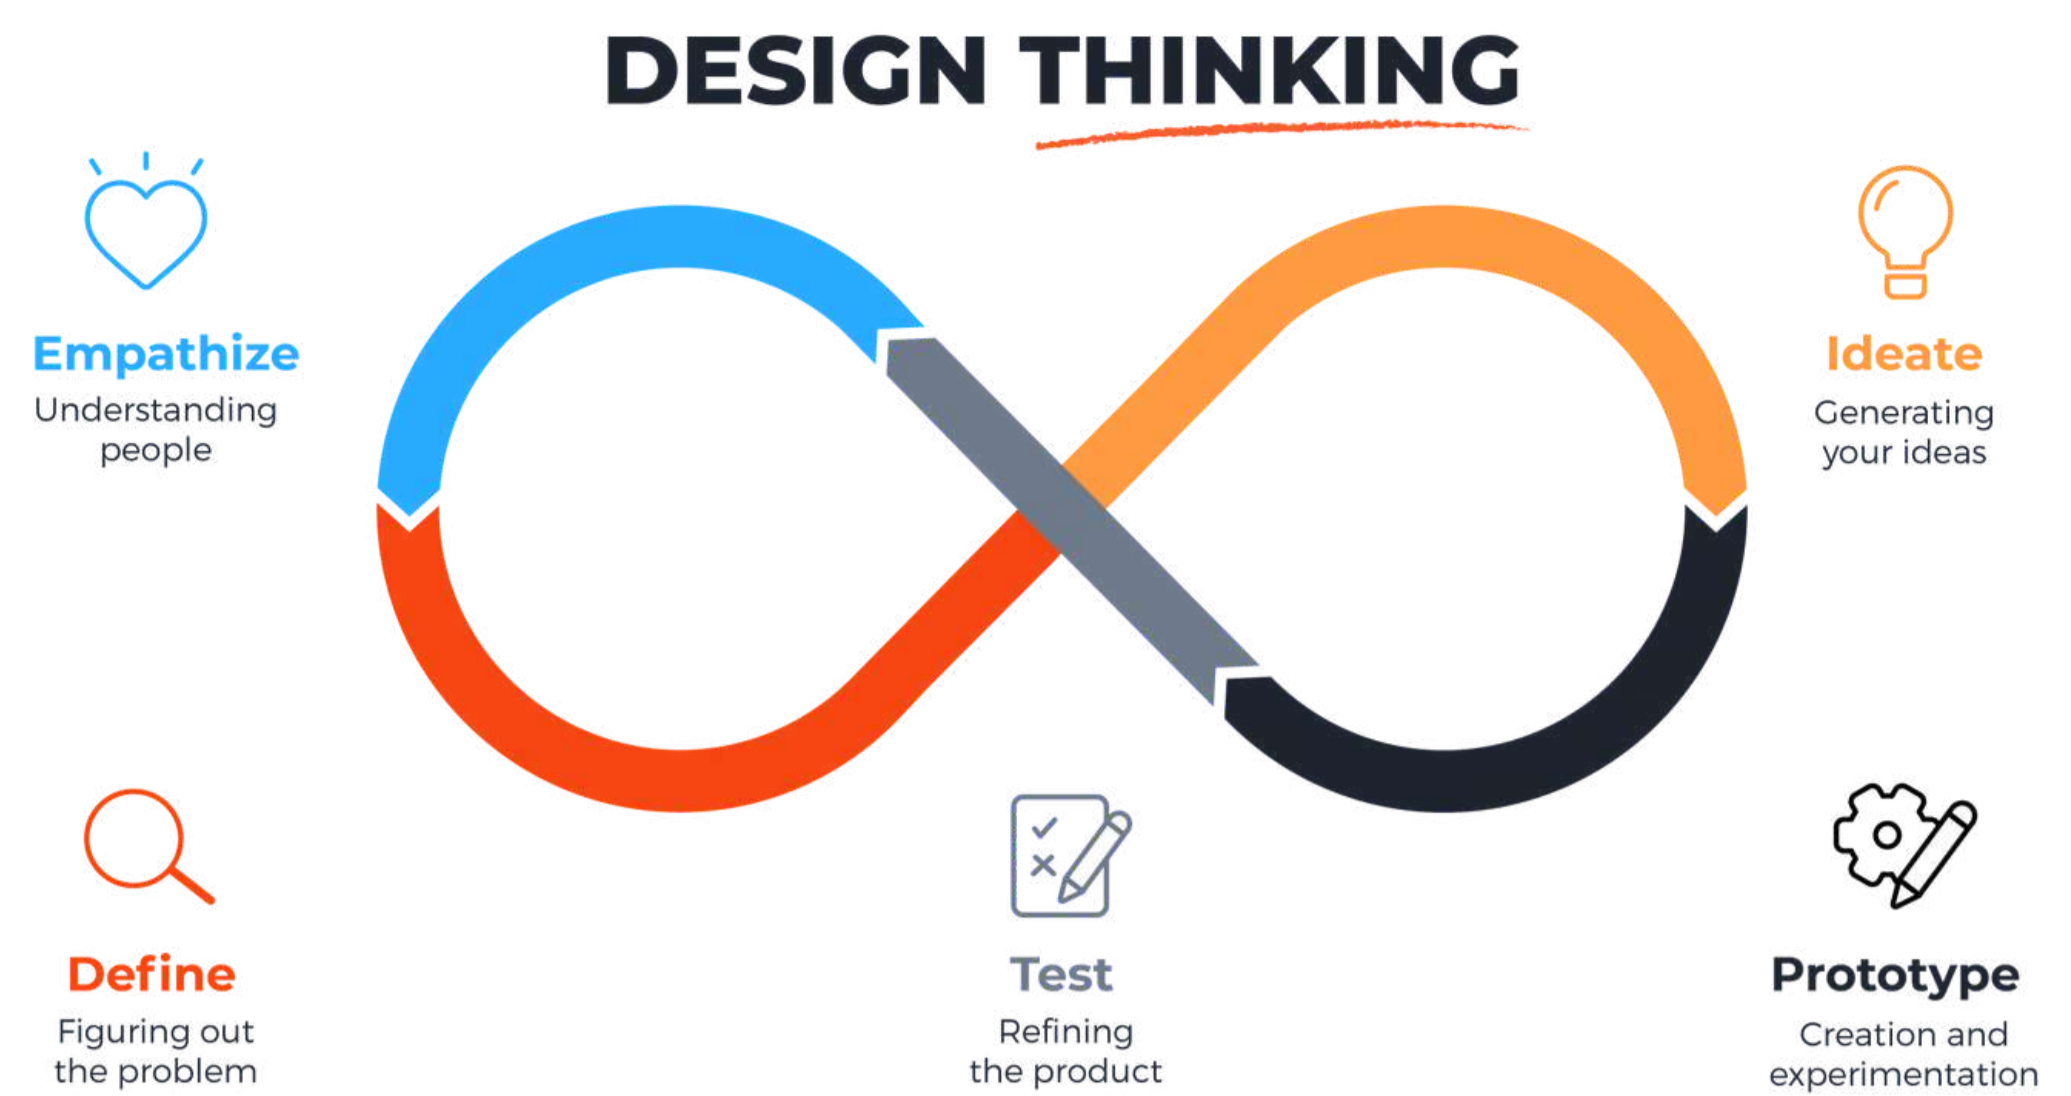 DESIGN THINKING
Empathize
Understanding
people
Ideate
Generating
your ideas
Define
Figuring out
the problem
Test
Refining
the product
Prototype
Creation and
experimentation